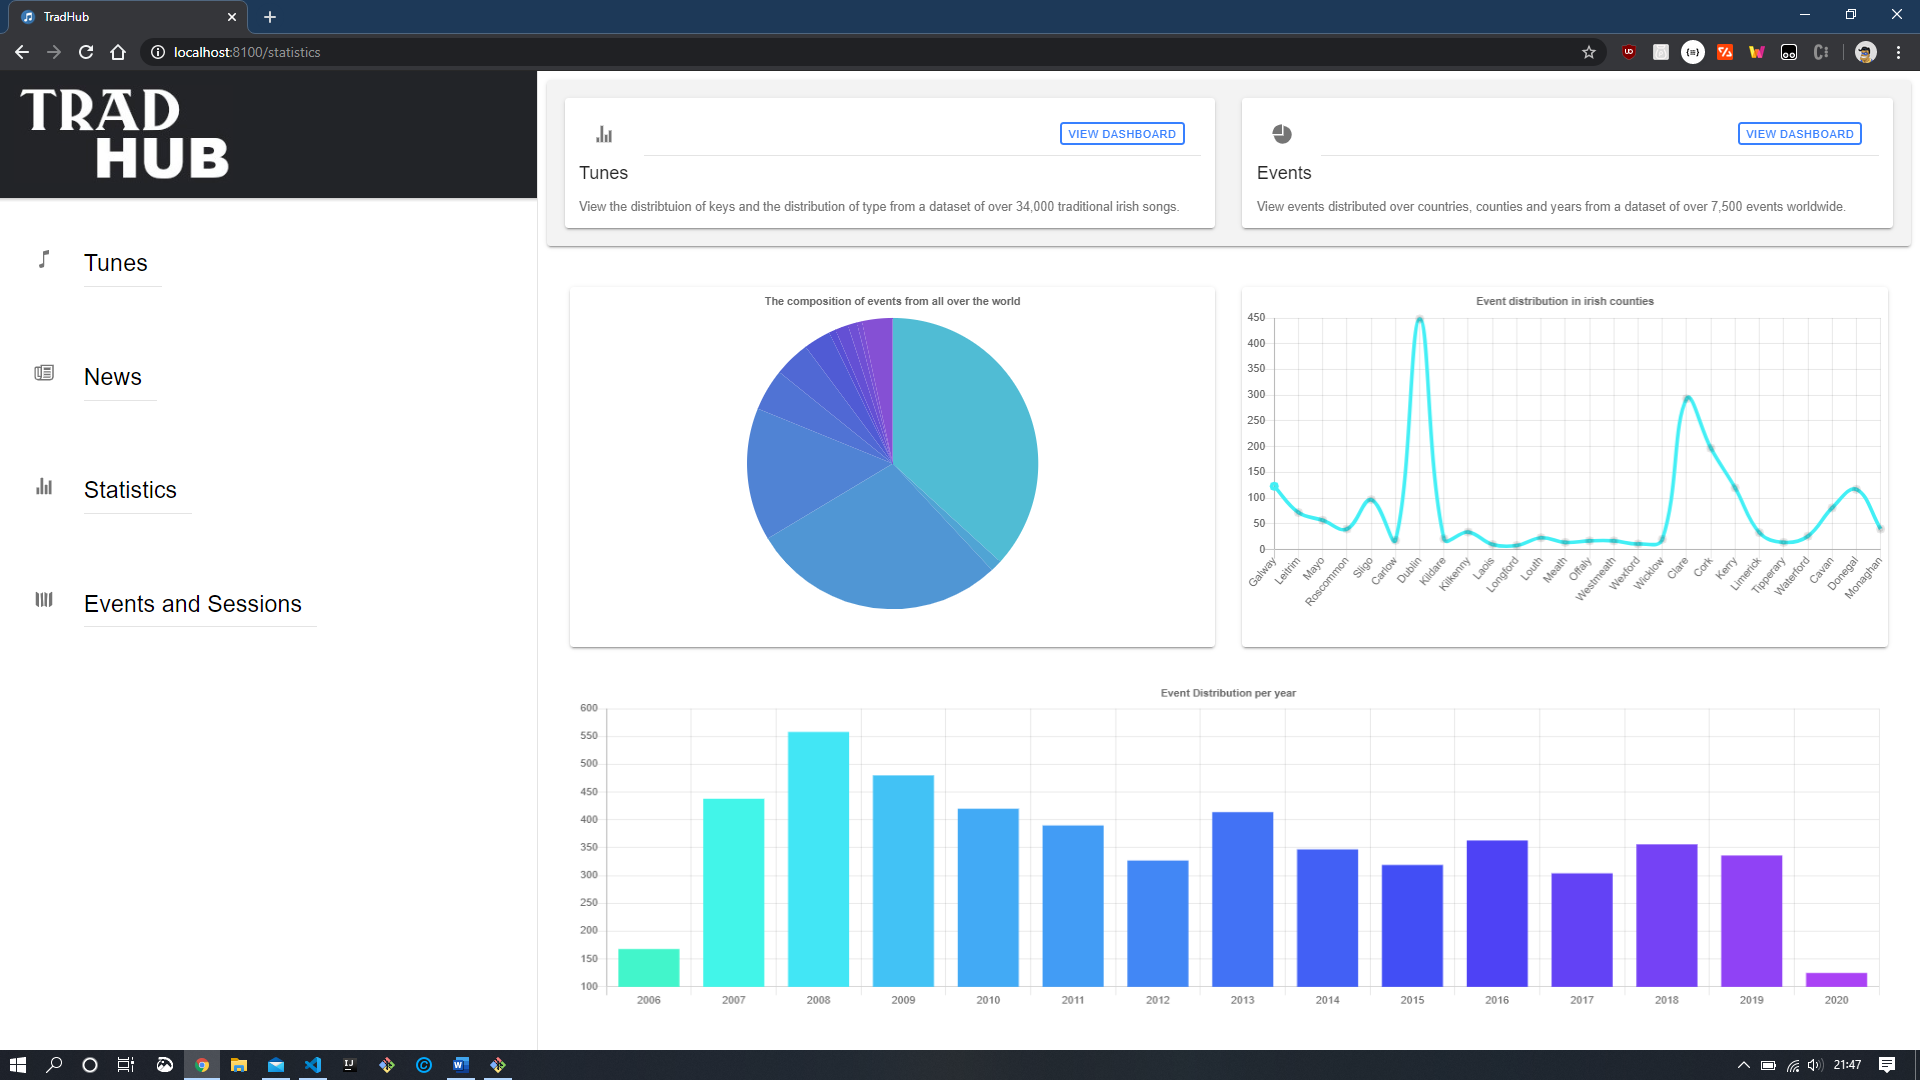 TradHub
localhost:8100/statistics
TRAD
HUB
Tunes
News
Statistics
Events and Sessions
VIEW DASHBOARD
Tunes
View the distribtuion of keys and the distribution of type from a dataset of over 34,000 traditional irish songs.
VIEW DASHBOARD
Events
View events distributed over countries, counties and years from a dataset of over 7,500 events worldwide.
The composition of events from all over the world
Event distribution in irish counties
450
400
350
300
250
200
150
100
50
0
Galway
Leitrim
Mayo
Roscommon
Sligo
Carlow
Dublin
Kildare
Kilkenny
Laois
Longford
Louth
Meath
Offaly
Westmeath
Wexford
Wicklow
Clare
Cork
Kerry
Limerick
Tipperary
Waterford
Cavan
Donegal
Monaghan
Event Distribution per year
600
550
500
450
400
350
300
250
200
150
100
2006 2007 2008 2009 2010 2011 2012 2013 2014 2015 2016 2017 2018 2019 2020
21:47